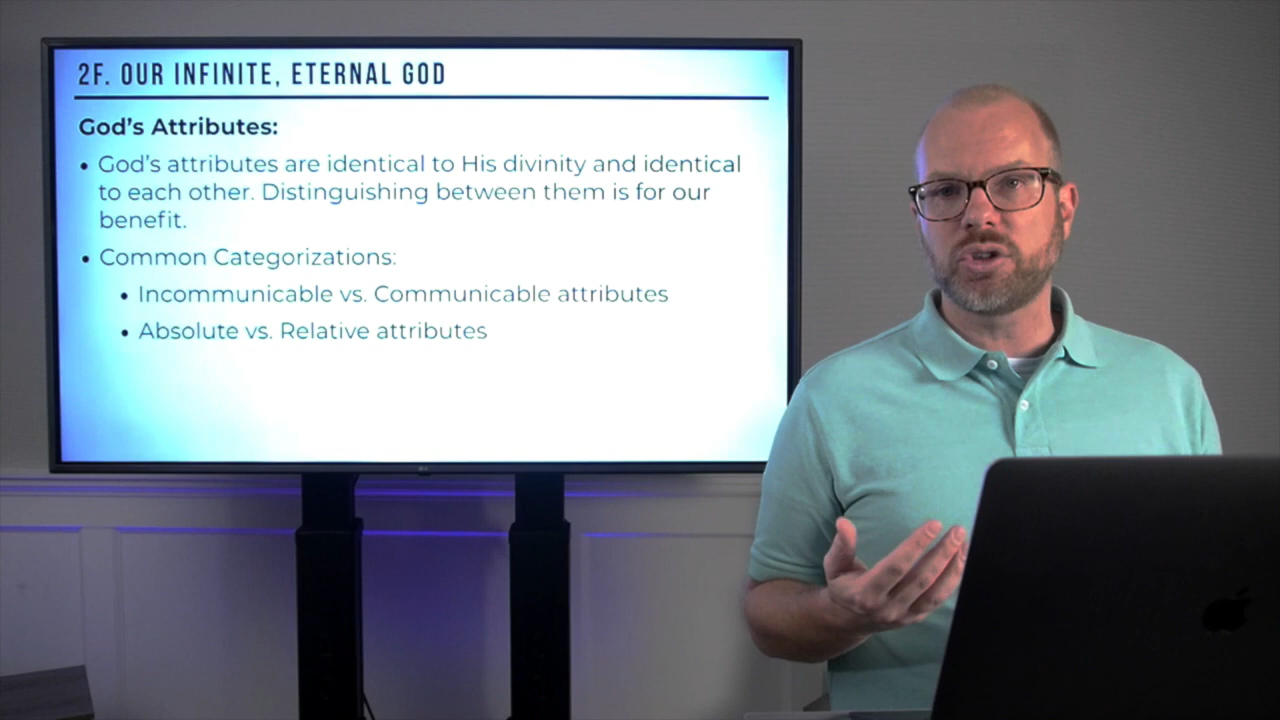 2F. OUR INFINITE, ETERNAL GOD
God's Attributes:
• God's attributes are identical to His divinity and identical
to each other. Distinguishing between them is for our
benefit.
• Common Categorizations:
• Incommunicable vs. Communicable attributes
• Absolute vs. Relative attributes